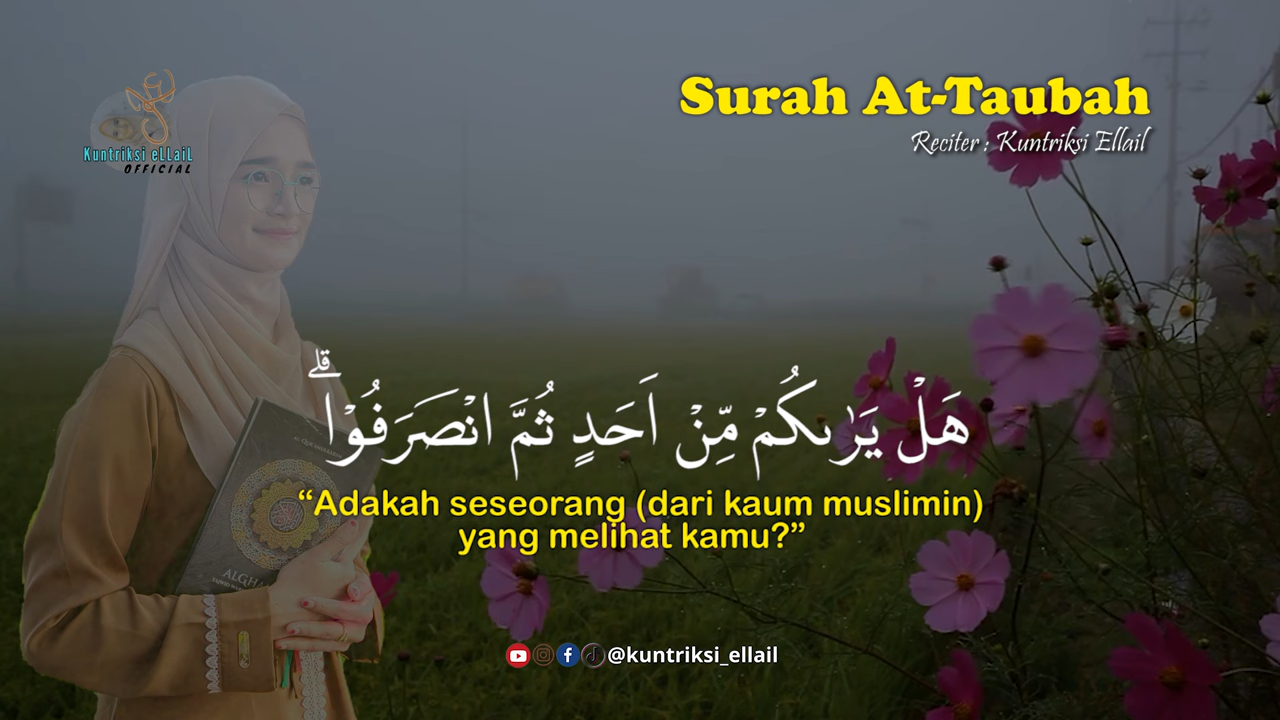 Kuntriksi eLLaiL
OFFICIAL
Surah At-Taubah
Reciter : Kuntriksi Ellail
هَلْ يَرٰىكُمْ مِّنْ اَحَدٍ ثُمَّ انْصَرَفُوْاۗ
“Adakah seseorang (dari kaum muslimin)
yang melihat kamu?”
@kuntriksi_ellail